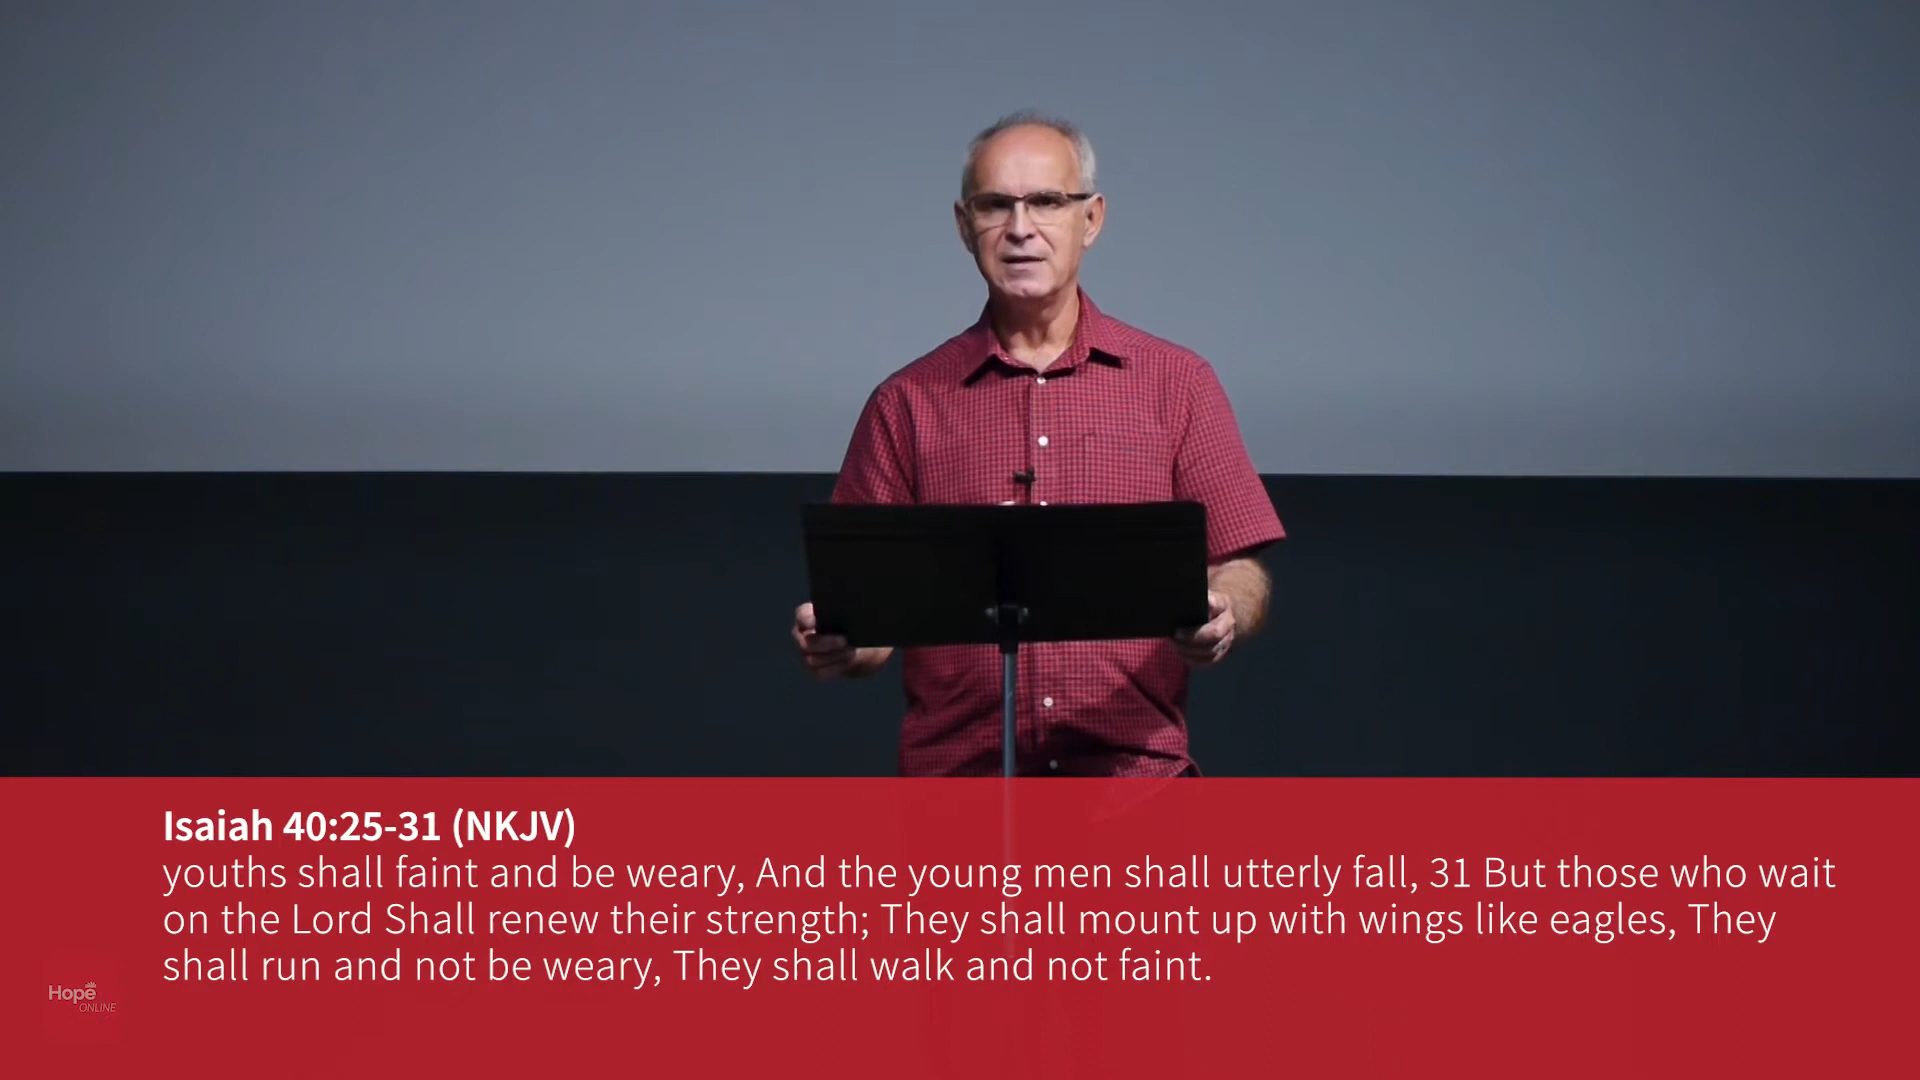 Isaiah 40:25-31 (NKJV)
youths shall faint and be weary, And the young men shall utterly fall, 31 But those who wait
on the Lord Shall renew their strength; They shall mount up with wings like eagles, They
shall run and not be weary, They shall walk and not faint.
Hope
ONLINE